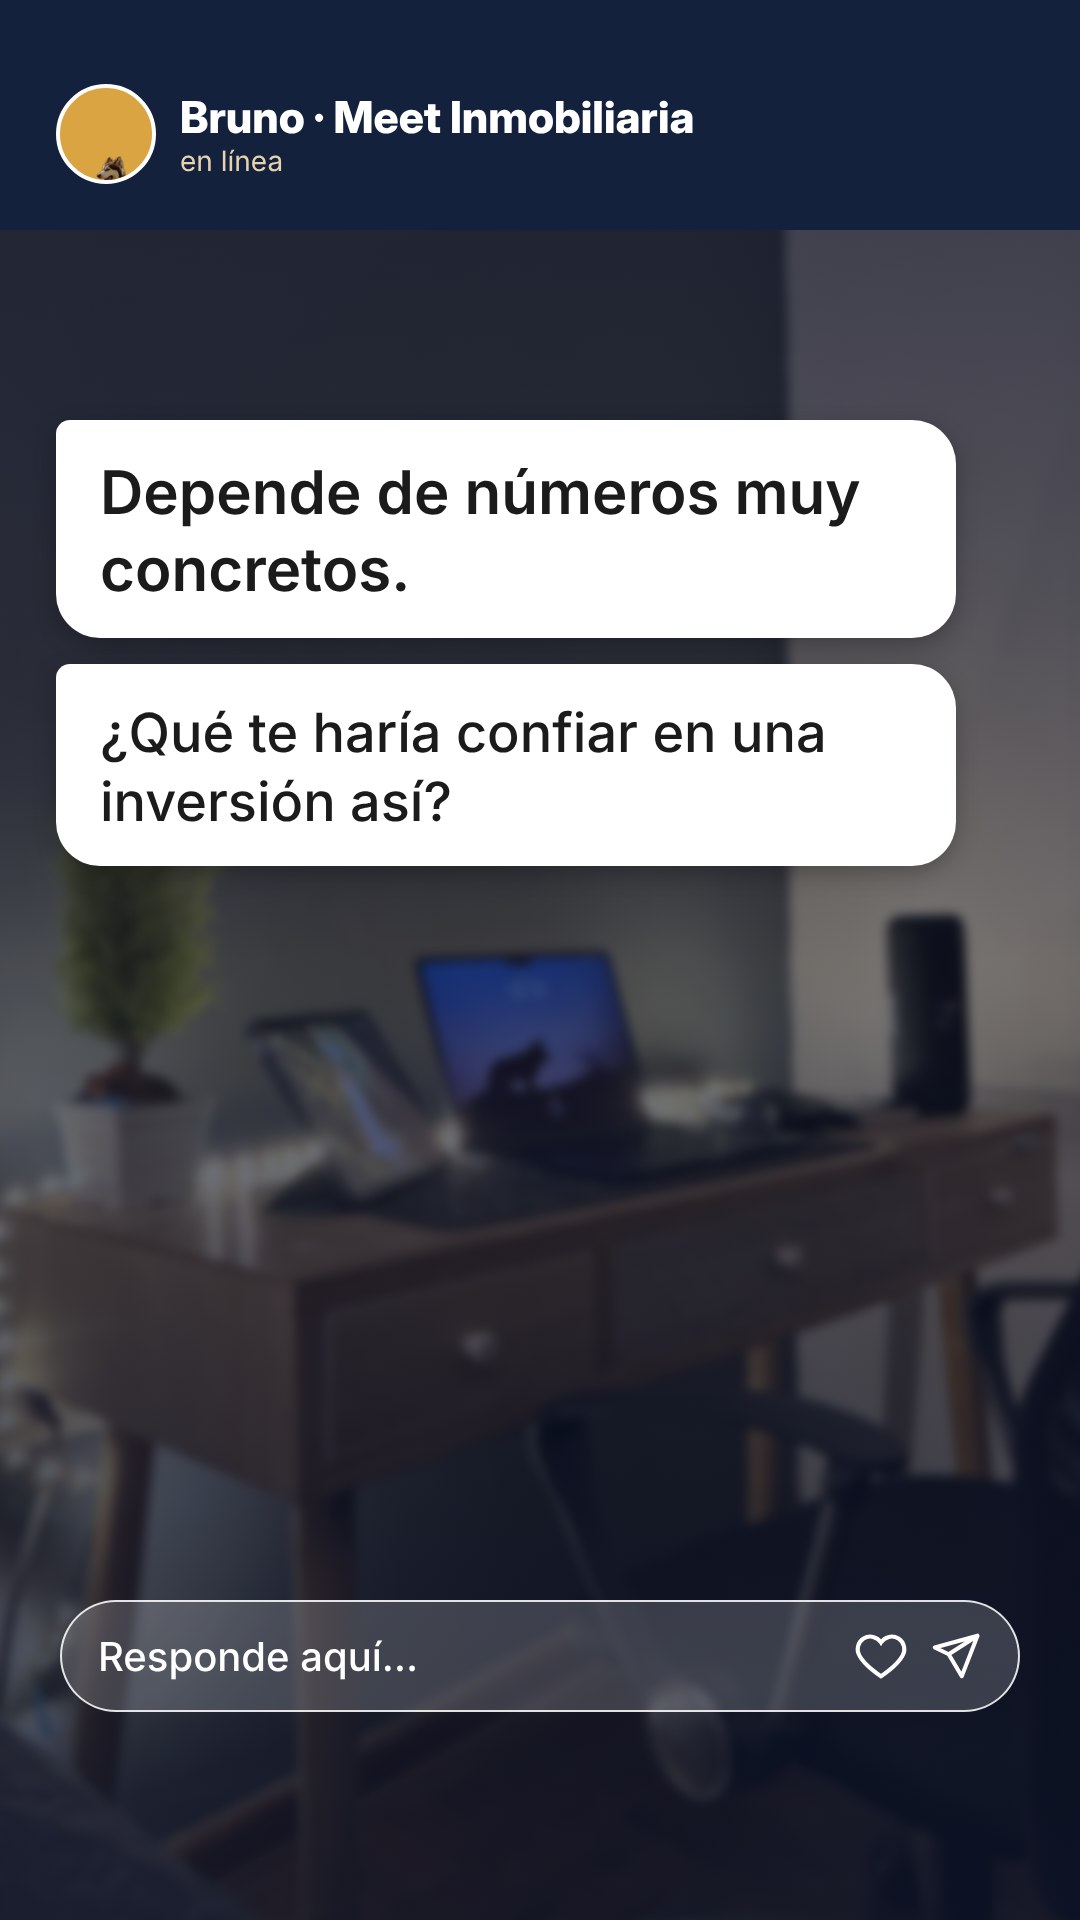 Bruno · Meet Inmobiliaria
en línea
Depende de números muy
concretos.
¿Qué te haría confiar en una
inversión así?
Responde aquí...